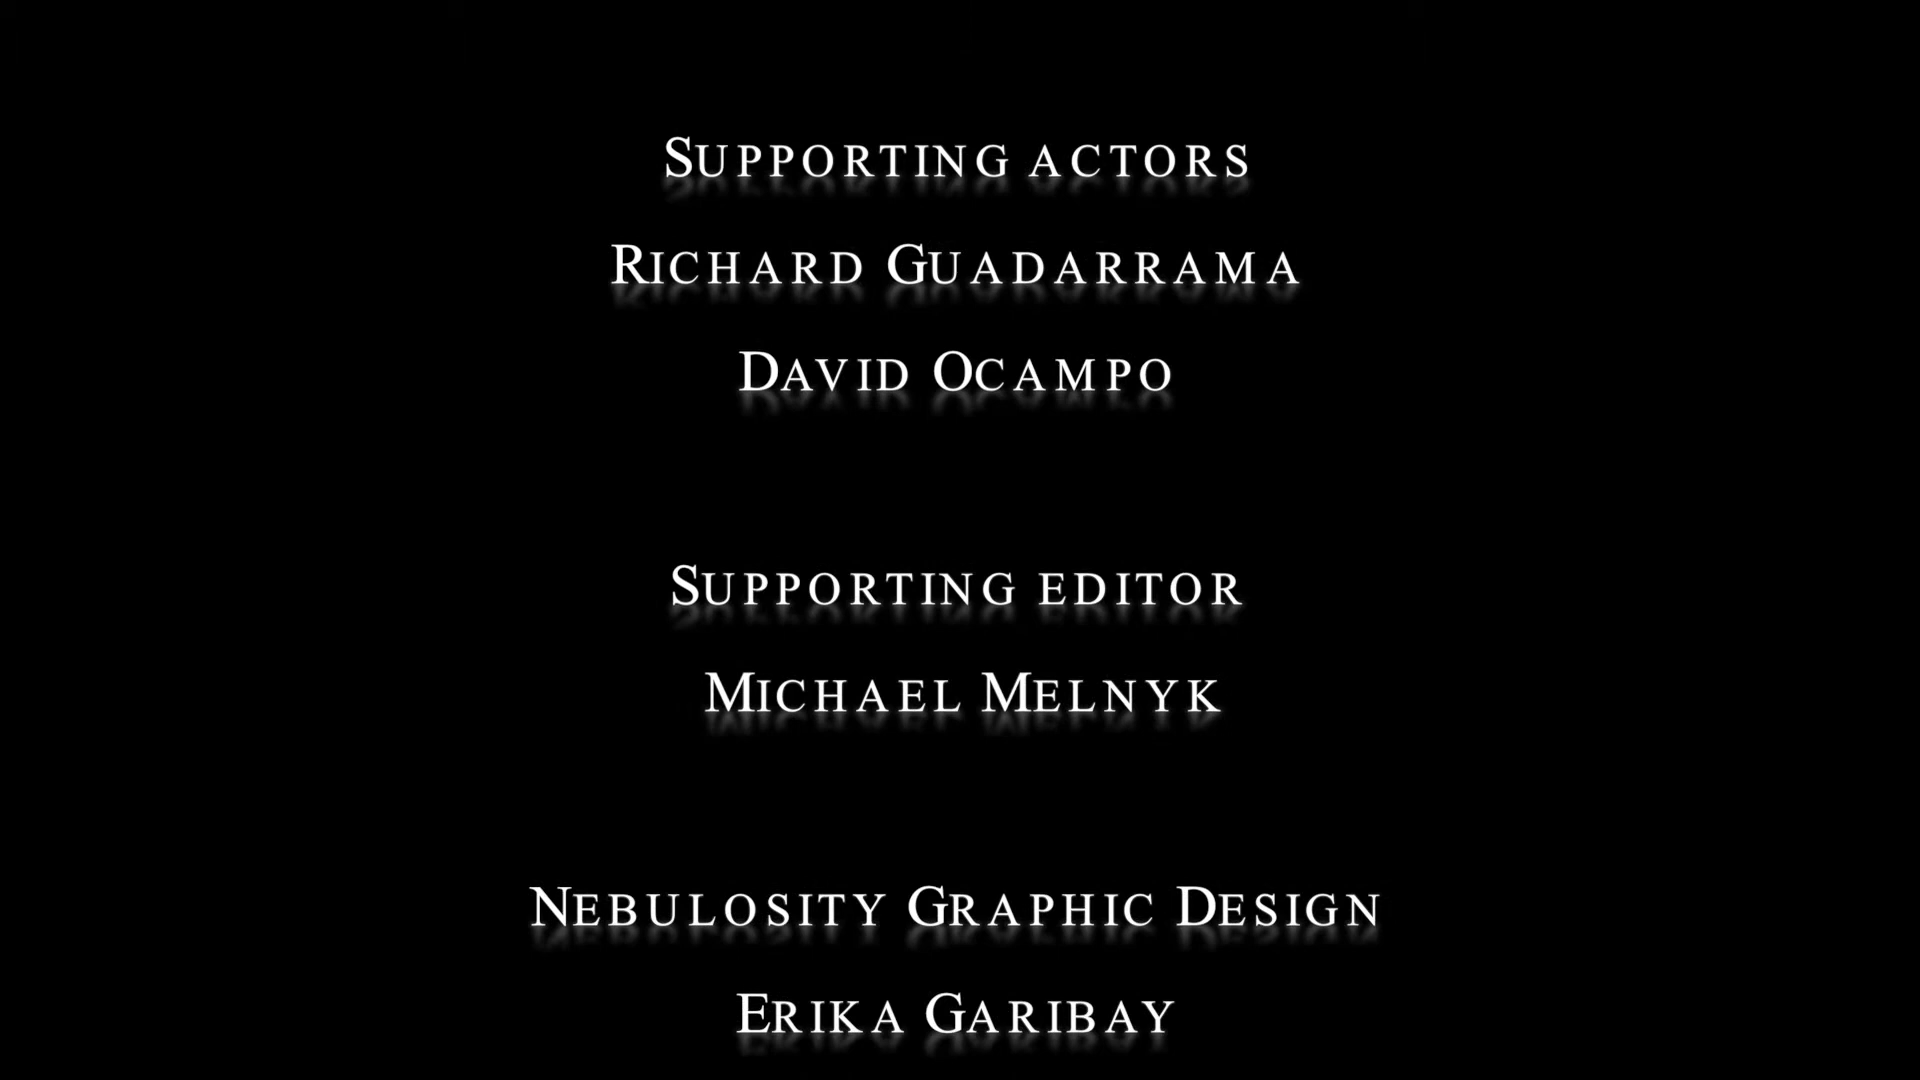 Supporting actors
Richard Guadarrama
David Ocampo
Supporting editor
Michael Melnyk
Nebulosity Graphic Design
Erika Garibay